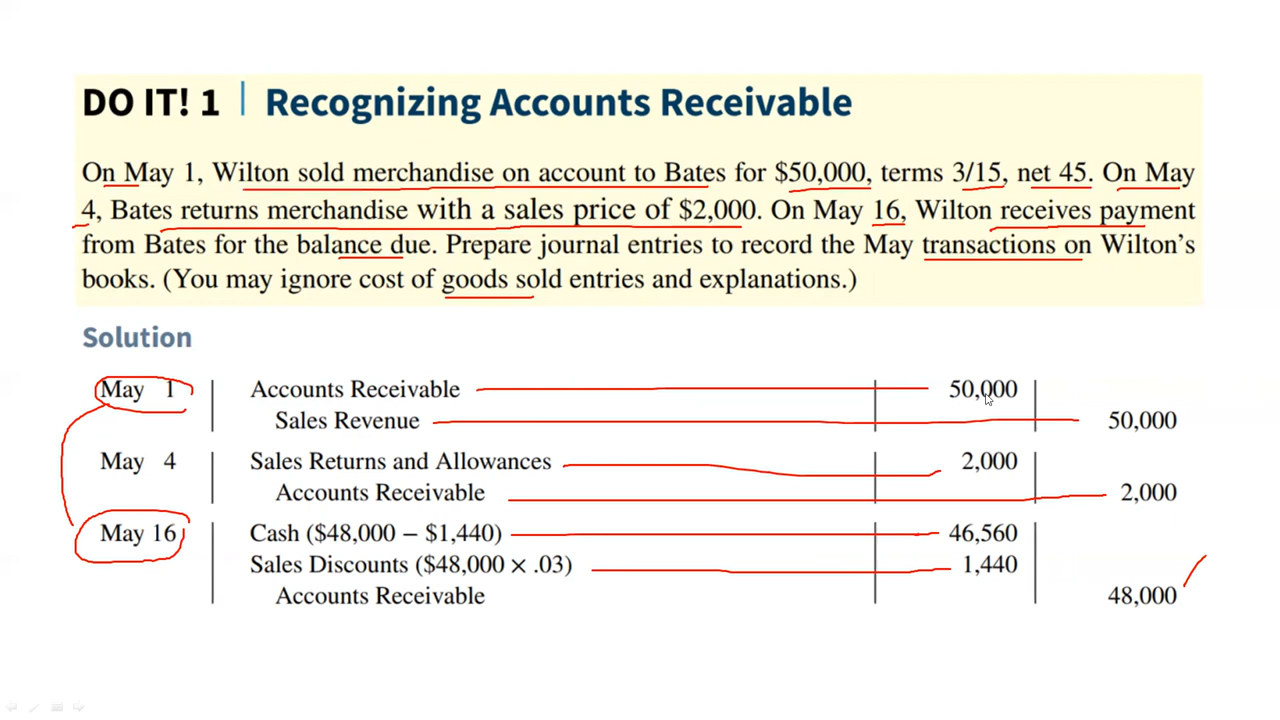 DO IT! 1 | Recognizing Accounts Receivable
On May 1, Wilton sold merchandise on account to Bates for $50,000, terms 3/15, net 45. On May
4, Bates returns merchandise with a sales price of $2,000. On May 16, Wilton receives payment
from Bates for the balance due. Prepare journal entries to record the May transactions on Wilton’s
books. (You may ignore cost of goods sold entries and explanations.)
Solution
May 1 Accounts Receivable 50,000
Sales Revenue 50,000
May 4 Sales Returns and Allowances 2,000
Accounts Receivable 2,000
May 16 Cash ($48,000 − $1,440) 46,560
Sales Discounts ($48,000 × .03) 1,440
Accounts Receivable 48,000